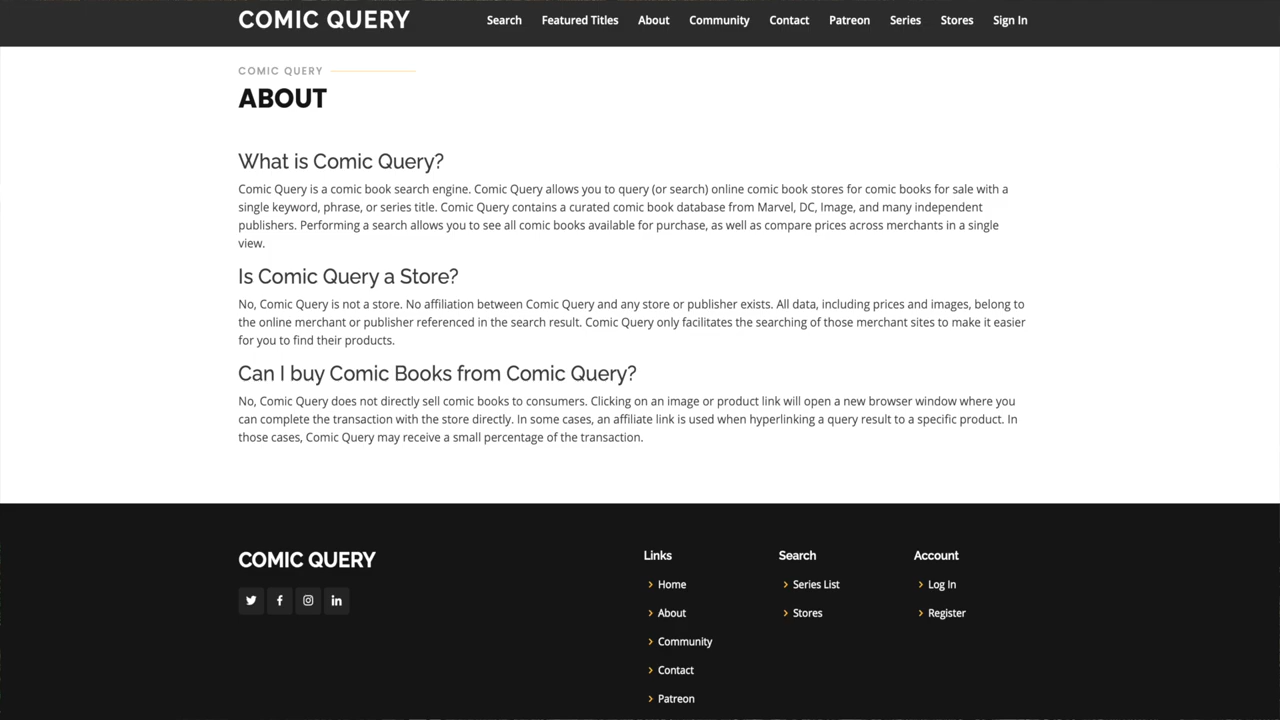 COMIC QUERY
Search Featured Titles About Community Contact Patreon Series Stores Sign In
COMIC QUERY
ABOUT
What is Comic Query?
Comic Query is a comic book search engine. Comic Query allows you to query (or search) online comic book stores for comic books for sale with a
single keyword, phrase, or series title. Comic Query contains a curated comic book database from Marvel, DC, Image, and many independent
publishers. Performing a search allows you to see all comic books available for purchase, as well as compare prices across merchants in a single
view.
Is Comic Query a Store?
No, Comic Query is not a store. No affiliation between Comic Query and any store or publisher exists. All data, including prices and images, belong to
the online merchant or publisher referenced in the search result. Comic Query only facilitates the searching of those merchant sites to make it easier
for you to find their products.
Can I buy Comic Books from Comic Query?
No, Comic Query does not directly sell comic books to consumers. Clicking on an image or product link will open a new browser window where you
can complete the transaction with the store directly. In some cases, an affiliate link is used when hyperlinking a query result to a specific product. In
those cases, Comic Query may receive a small percentage of the transaction.
COMIC QUERY
Links
Home
About
Community
Contact
Patreon
Search
Series List
Stores
Account
Log In
Register